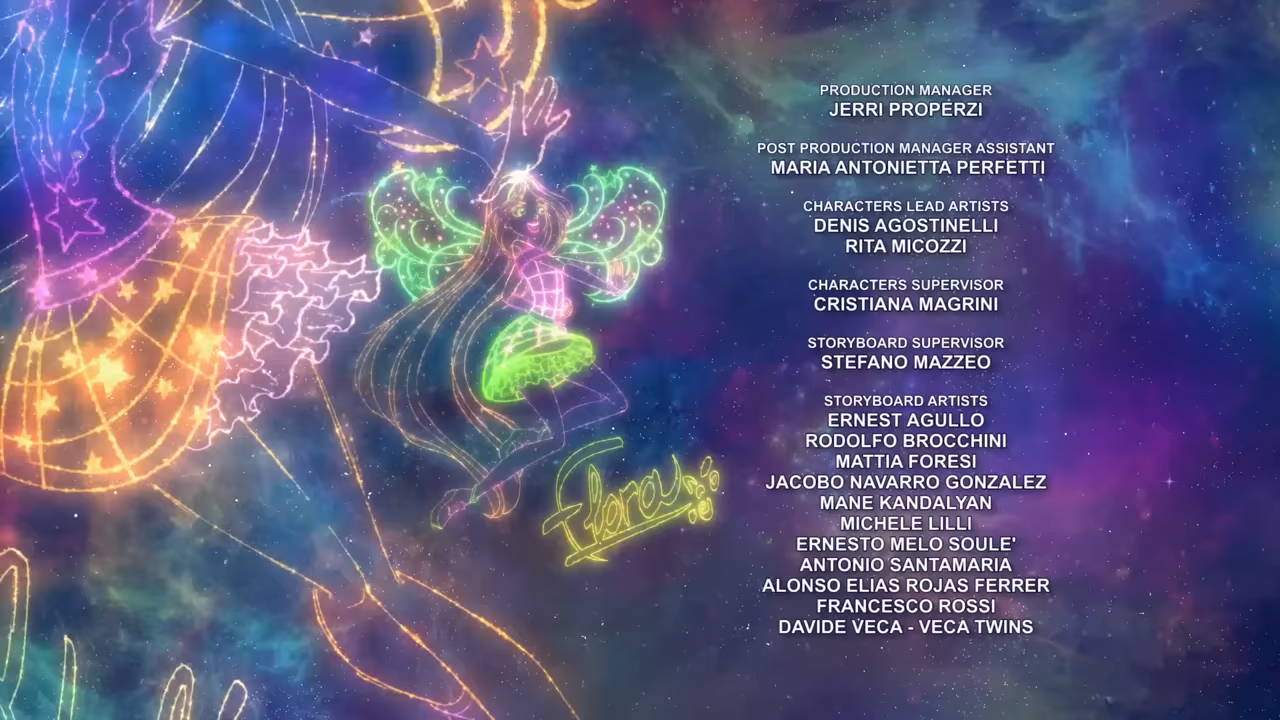 PRODUCTION MANAGER
JERRI PROPERZI
POST PRODUCTION MANAGER ASSISTANT
MARIA ANTONIETTA PERFETTI
CHARACTERS LEAD ARTISTS
DENIS AGOSTINELLI
RITA MICOZZI
CHARACTERS SUPERVISOR
CRISTIANA MAGRINI
STORYBOARD SUPERVISOR
STEFANO MAZZEO
STORYBOARD ARTISTS
ERNEST AGULLO
RODOLFO BROCCHINI
MATTIA FORESI
JACOBO NAVARRO GONZALEZ
MANE KANDALYAN
MICHELE LILLI
ERNESTO MELO SOULE'
ANTONIO SANTAMARIA
ALONSO ELIAS ROJAS FERRER
FRANCESCO ROSSI
DAVIDE VECA - VECA TWINS
Flora